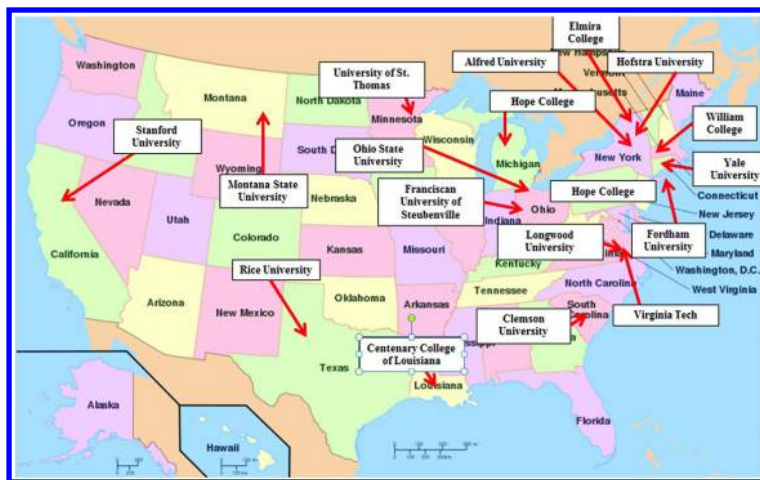 Elmira
College
New Hampshire
Alfred University
Hofstra University
Vermont
Washington
Montana
North Dakota
University of St.
Thomas
Minnesota
Maine
Hope College
William
College
Stanford
University
Oregon
Wisconsin
Ohio State
University
Michigan
New York
Yale
University
Montana State
University
Nebraska
Franciscan
University of
Steubenville
Hope College
Connecticut
Nevada
Utah
Ohio
New Jersey
Colorado
Kansas
Missouri
Longwood
University
Fordham
University
Delaware
Maryland
California
Kentucky
Washington, D.C.
Rice University
Tennessee
North Carolina
West Virginia
Arizona
New Mexico
Oklahoma
Arkansas
Clemson
University
South
Virginia Tech
Centenary College
of Louisiana
Texas
Louisiana
Alaska
Hawaii
Florida